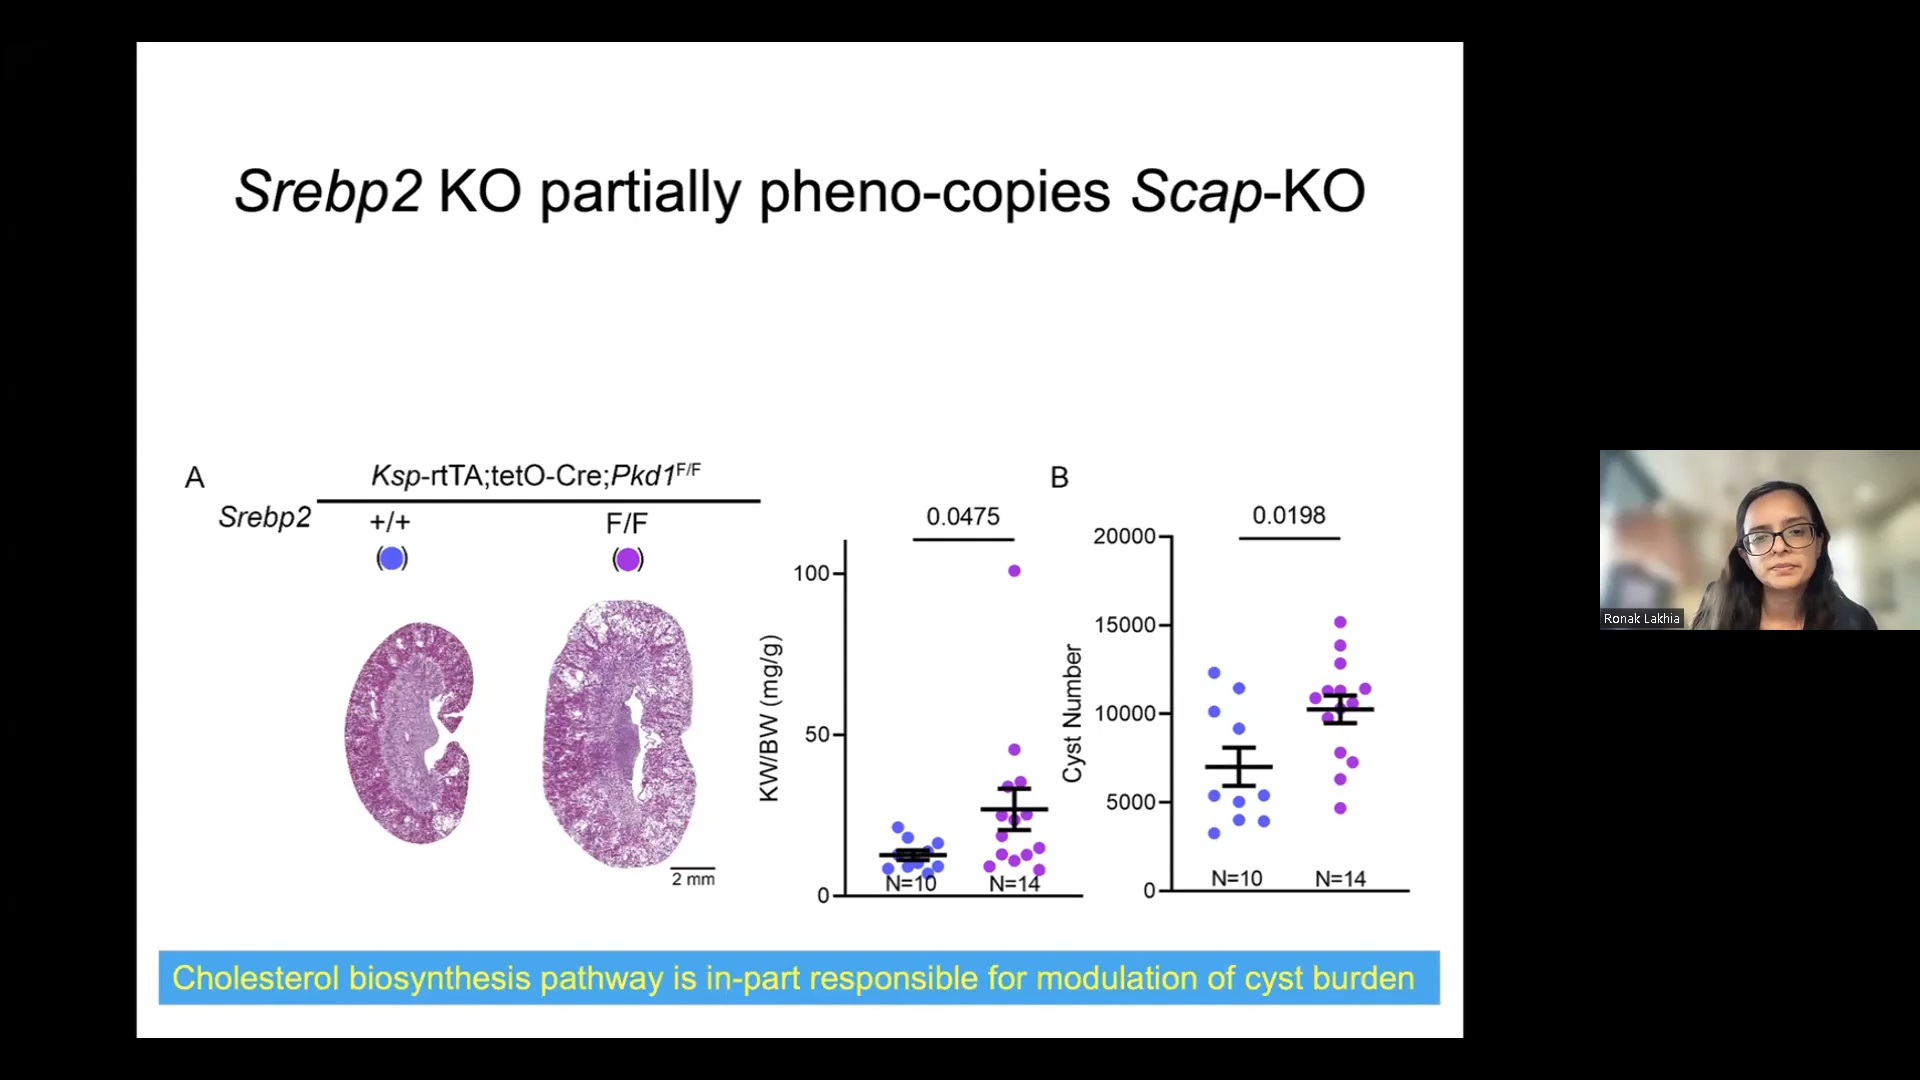 Srebp2 KO partially pheno-copies Scap-KO
A
Ksp-rtTA;tetO-Cre;Pkd1F/F
Srebp2
+/+
F/F
( )
( )
2 mm
KW/BW (mg/g)
100
50
0
0.0475
N=10
N=14
B
Cyst Number
20000
15000
10000
5000
0
0.0198
N=10
N=14
Cholesterol biosynthesis pathway is in-part responsible for modulation of cyst burden
Ronak Lakhia